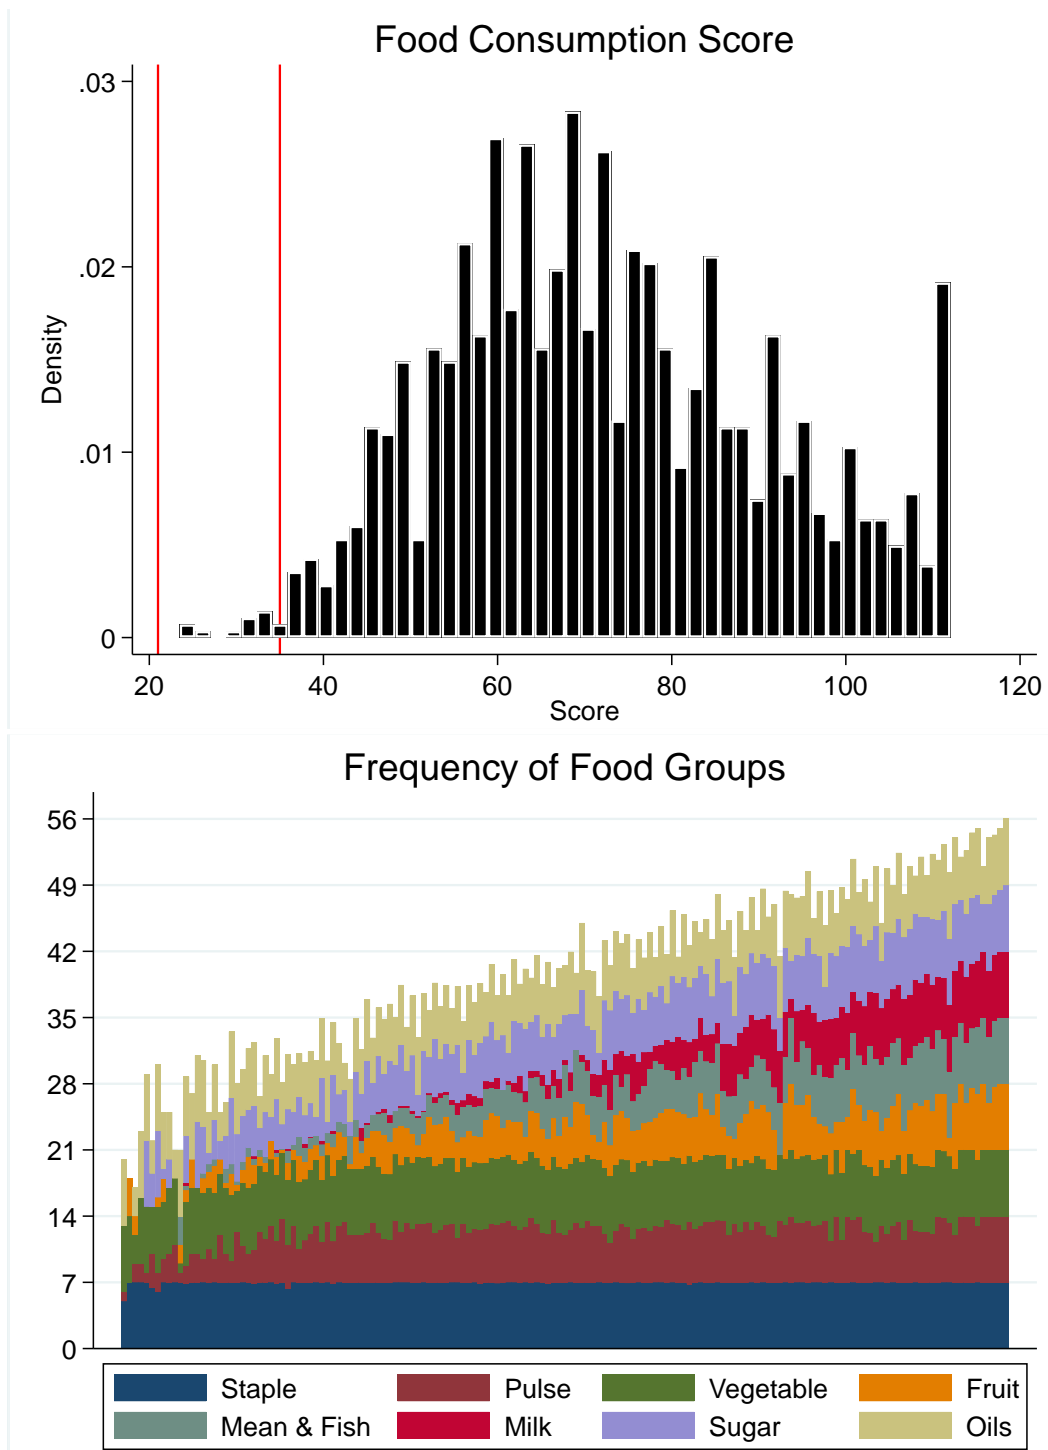 Food Consumption Score
.03
.02
.01
0
Density
20 40 60 80 100 120
Score
Frequency of Food Groups
56
49
42
35
28
21
14
7
0
Staple Pulse Vegetable Fruit
Mean & Fish Milk Sugar Oils